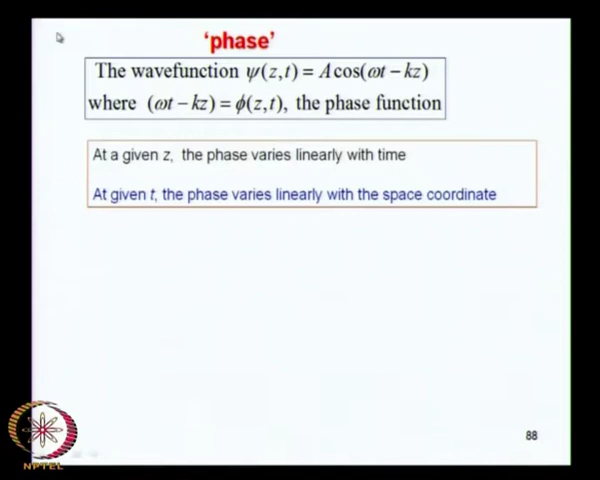 'phase'
The wavefunction ψ(z,t) = A cos(ωt − kz)
where (ωt − kz) = ϕ(z,t), the phase function
At a given z, the phase varies linearly with time
At given t, the phase varies linearly with the space coordinate
88
NPTEL